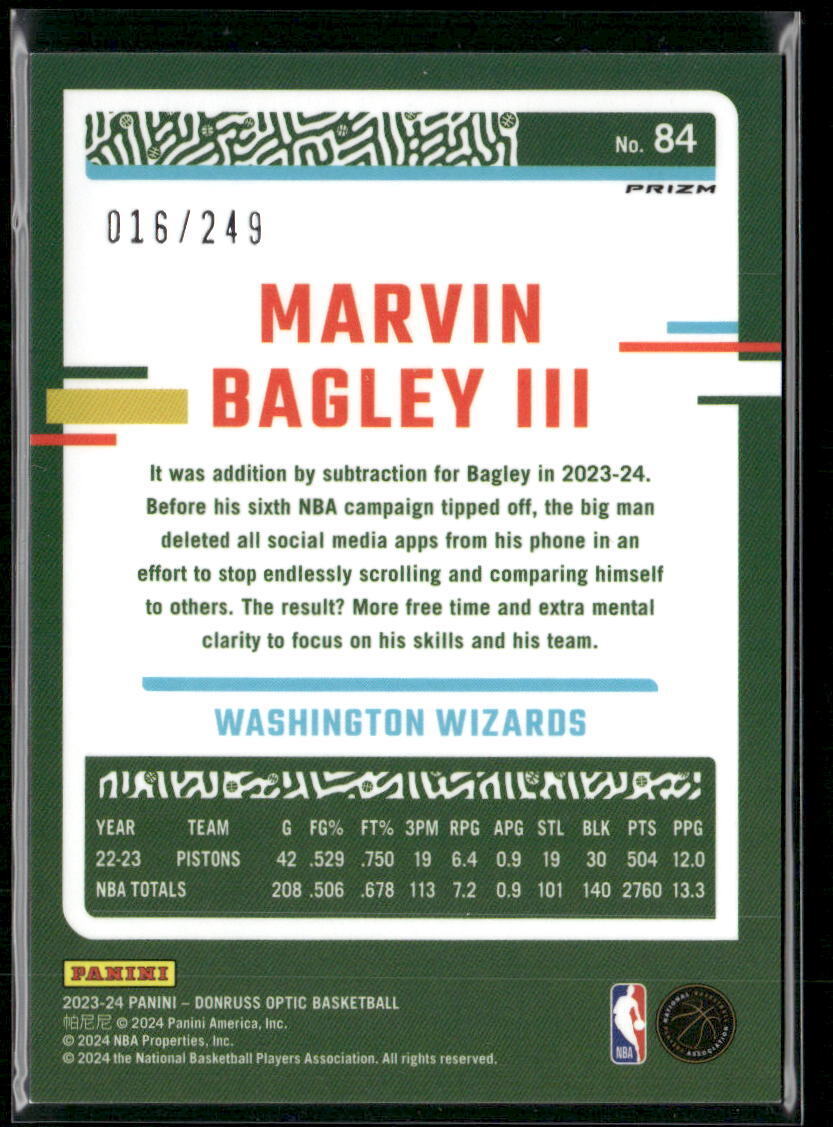 No. 84
PRIZM
016/249
MARVIN
BAGLEY III
It was addition by subtraction for Bagley in 2023-24.
Before his sixth NBA campaign tipped off, the big man
deleted all social media apps from his phone in an
effort to stop endlessly scrolling and comparing himself
to others. The result? More free time and extra mental
clarity to focus on his skills and his team.
WASHINGTON WIZARDS
YEAR TEAM G FG% FT% 3PM RPG APG STL BLK PTS PPG
22-23 PISTONS 42 .529 .750 19 6.4 0.9 19 30 504 12.0
NBA TOTALS 208 .506 .678 113 7.2 0.9 101 140 2760 13.3
PANINI
2023-24 PANINI – DONRUSS OPTIC BASKETBALL
帕尼尼 © 2024 Panini America, Inc.
© 2024 NBA Properties, Inc.
© 2024 the National Basketball Players Association. All rights reserved.
NBA
NATIONAL BASKETBALL
PLAYERS ASSOCIATION